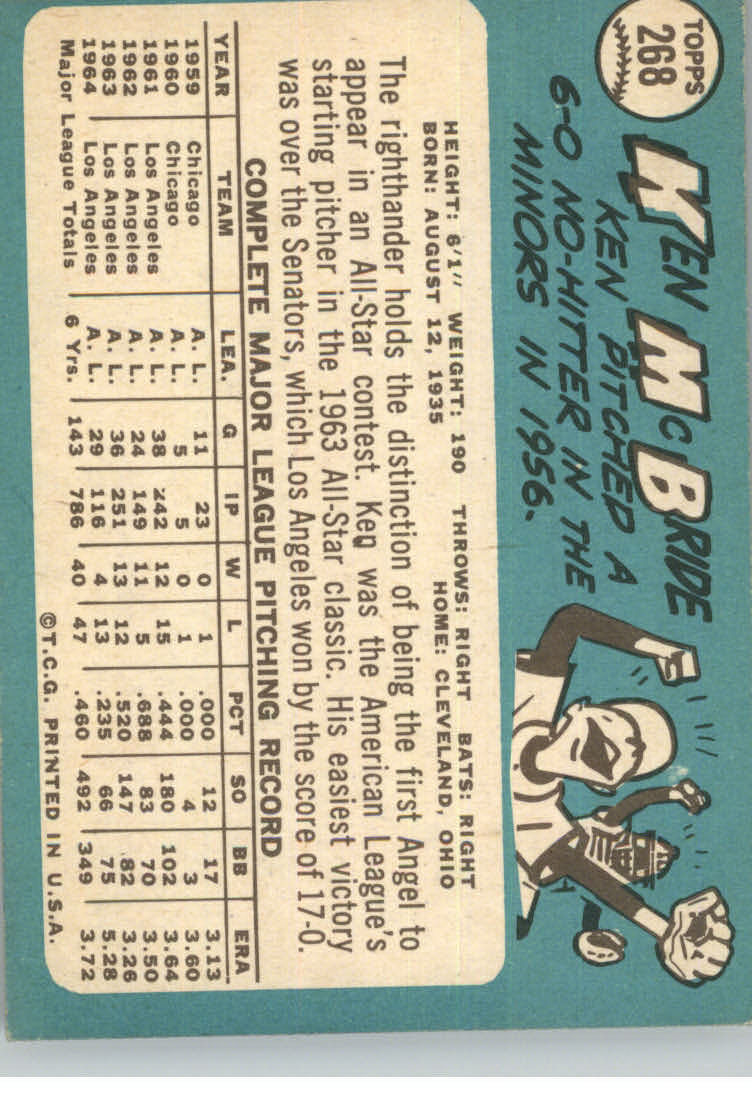 TOPPS
268
KEN McBRIDE
KEN PITCHED A
6-0 NO-HITTER IN THE
MINORS IN 1956.
HEIGHT: 6'1" WEIGHT: 190 THROWS: RIGHT BATS: RIGHT
BORN: AUGUST 12, 1935 HOME: CLEVELAND, OHIO
The righthander holds the distinction of being the first Angel to
appear in an All-Star contest. Ken was the American League's
starting pitcher in the 1963 All-Star classic. His easiest victory
was over the Senators, which Los Angeles won by the score of 17-0.
COMPLETE MAJOR LEAGUE PITCHING RECORD
YEAR TEAM LEA. G IP W L PCT SO BB ERA
1959 Chicago A. L. 11 23 0 1 .000 12 17 3.13
1960 Chicago A. L. 5 5 0 1 .000 4 3 3.60
1961 Los Angeles A. L. 38 242 12 15 .444 180 102 3.64
1962 Los Angeles A. L. 24 149 11 5 .688 83 70 3.50
1963 Los Angeles A. L. 36 251 13 12 .520 147 82 3.26
1964 Los Angeles A. L. 29 116 4 13 .235 66 75 5.28
Major League Totals 6 Yrs. 143 786 40 47 .460 492 349 3.72
©T.C.G. PRINTED IN U.S.A.